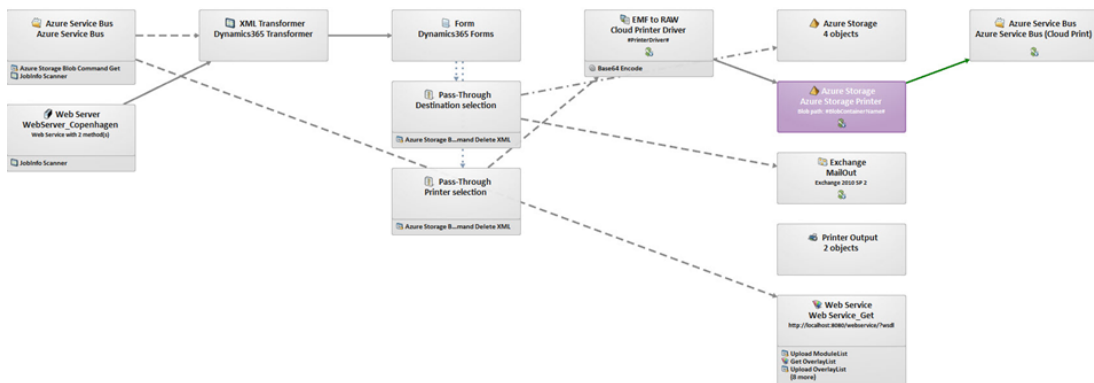 Azure Service Bus
Azure Service Bus
Azure Storage Blob Command Get
JobInfo Scanner
Web Server
WebServer_Copenhagen
Web Service with 2 method(s)
JobInfo Scanner
XML Transformer
Dynamics365 Transformer
Form
Dynamics365 Forms
Pass-Through
Destination selection
Azure Storage B...mand Delete XML
Pass-Through
Printer selection
Azure Storage B...mand Delete XML
EMF to RAW
Cloud Printer Driver
#PrinterDriver#
Base64 Encode
Azure Storage
4 objects
Azure Storage
Azure Storage Printer
Blob path:
Exchange
MailOut
Exchange 2010 SP 2
Printer Output
2 objects
Web Service
Web Service_Get
http://localhost:8080/webservice/?wsdl
Upload ModuleList
Get OverlayList
Upload OverlayList
(8 more)
Azure Service Bus
Azure Service Bus (Cloud Print)